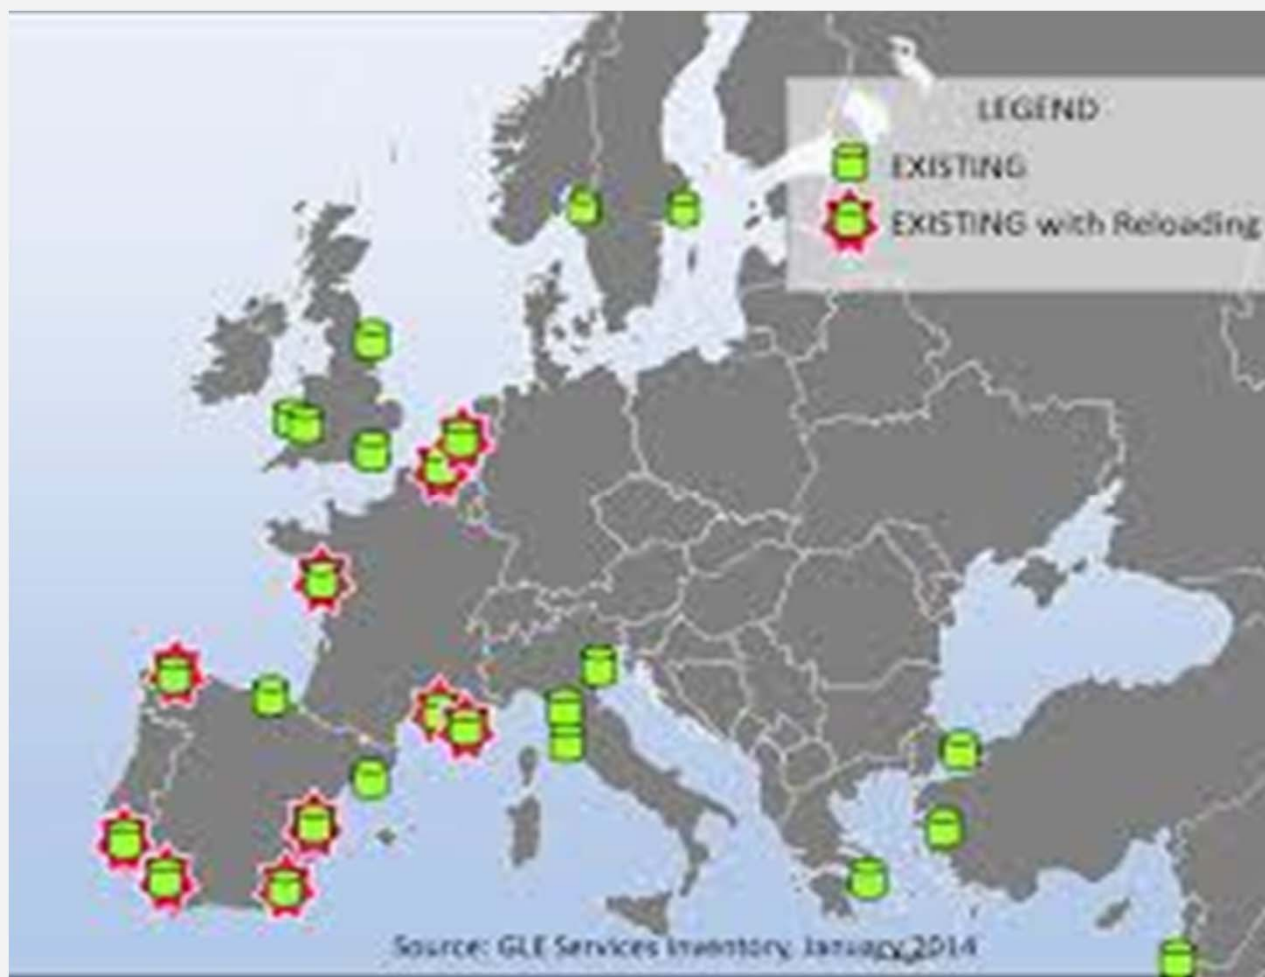 LEGEND
EXISTING
EXISTING with Reloading
Source: GLE Services Inventory, January 2014